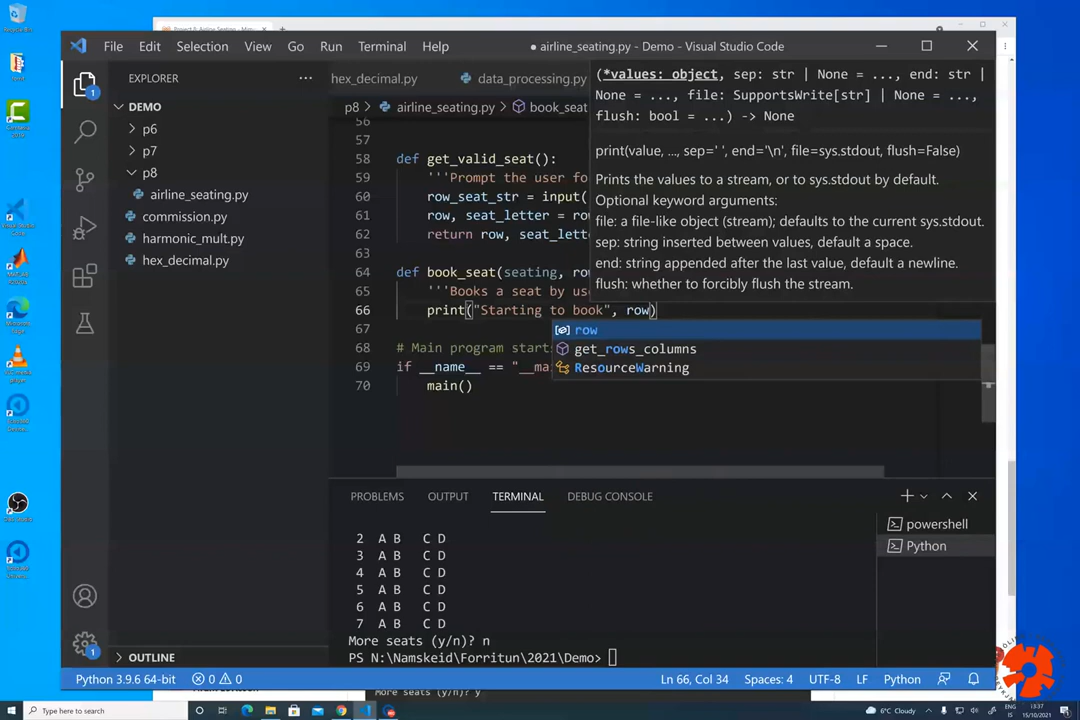 File Edit Selection View Go Run Terminal Help
● airline_seating.py - Demo - Visual Studio Code
EXPLORER
DEMO
p6
p7
p8
airline_seating.py
commission.py
harmonic_mult.py
hex_decimal.py
OUTLINE
hex_decimal.py data_processing.py
p8 > airline_seating.py > book_seat
56
57
58 def get_valid_seat():
59 '''Prompt the user fo
60 row_seat_str = input(
61 row, seat_letter = ro
62 return row, seat_lett
63
64 def book_seat(seating, ro
65 '''Books a seat by us
66 print("Starting to book", row)
67
68 # Main program starts
69 if __name__ == "__ma
70 main()
(*values: object, sep: str | None = ..., end: str |
None = ..., file: SupportsWrite[str] | None = ...,
flush: bool = ...) -> None
print(value, ..., sep=' ', end='\n', file=sys.stdout, flush=False)
Prints the values to a stream, or to sys.stdout by default.
Optional keyword arguments:
file: a file-like object (stream); defaults to the current sys.stdout.
sep: string inserted between values, default a space.
end: string appended after the last value, default a newline.
flush: whether to forcibly flush the stream.
row
get_rows_columns
ResourceWarning
PROBLEMS OUTPUT TERMINAL DEBUG CONSOLE
powershell
Python
2 A B C D
3 A B C D
4 A B C D
5 A B C D
6 A B C D
7 A B C D
More seats (y/n)? n
PS N:\Namskeid\Forritun\2021\Demo>
Python 3.9.6 64-bit 0 0
Ln 66, Col 34 Spaces: 4 UTF-8 LF Python
More seats (y/n)? y
Type here to search
6°C Cloudy
ENG
IS
13:37
15/10/2021